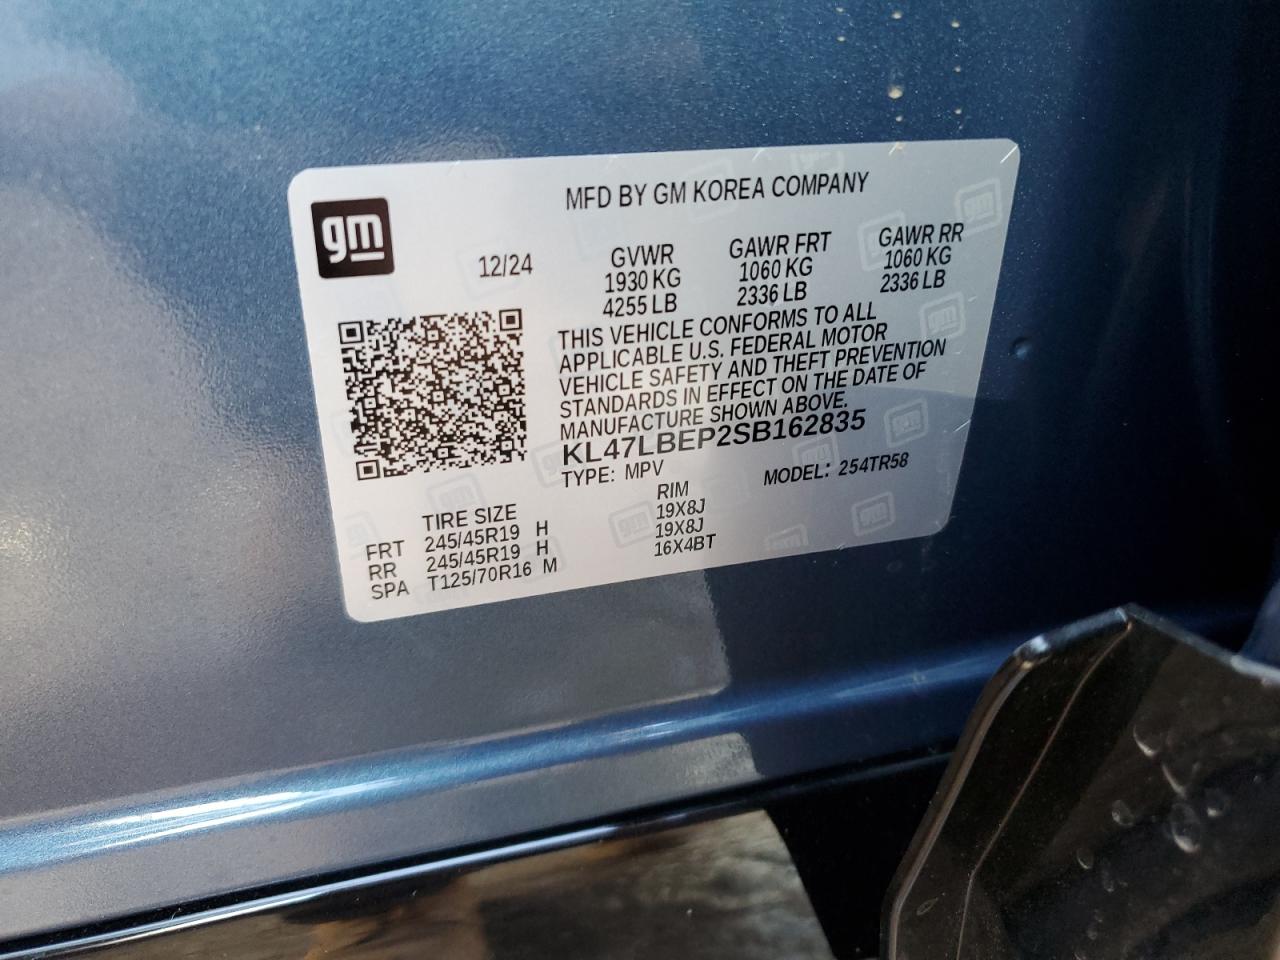 MFD BY GM KOREA COMPANY
gm
12/24
GVWR GAWR FRT GAWR RR
1930 KG 1060 KG 1060 KG
4255 LB 2336 LB 2336 LB
THIS VEHICLE CONFORMS TO ALL
APPLICABLE U.S. FEDERAL MOTOR
VEHICLE SAFETY AND THEFT PREVENTION
STANDARDS IN EFFECT ON THE DATE OF
MANUFACTURE SHOWN ABOVE.
KL47LBEP2SB162835
TYPE: MPV MODEL: 254TR58
TIRE SIZE RIM
FRT 245/45R19 H 19X8J
RR 245/45R19 H 19X8J
SPA T125/70R16 M 16X4BT